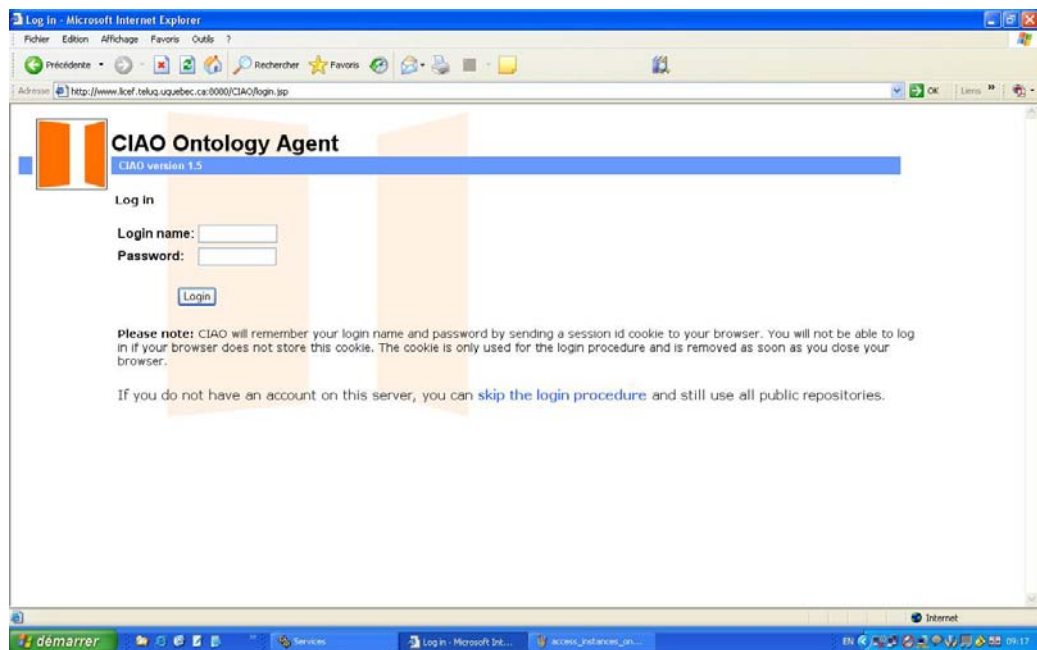 Log in - Microsoft Internet Explorer
Fichier Edition Affichage Favoris Outils ?
Précédente Rechercher Favoris
Adresse http://www.licef.teluq.uquebec.ca:8080/CIAO/login.jsp OK Liens »
CIAO Ontology Agent
CIAO version 1.5
Log in
Login name:
Password:
Login
Please note: CIAO will remember your login name and password by sending a session id cookie to your browser. You will not be able to log
in if your browser does not store this cookie. The cookie is only used for the login procedure and is removed as soon as you close your
browser.
If you do not have an account on this server, you can skip the login procedure and still use all public repositories.
Internet
démarrer » Services Log in - Microsoft Int... access_instances_on... EN 09:17